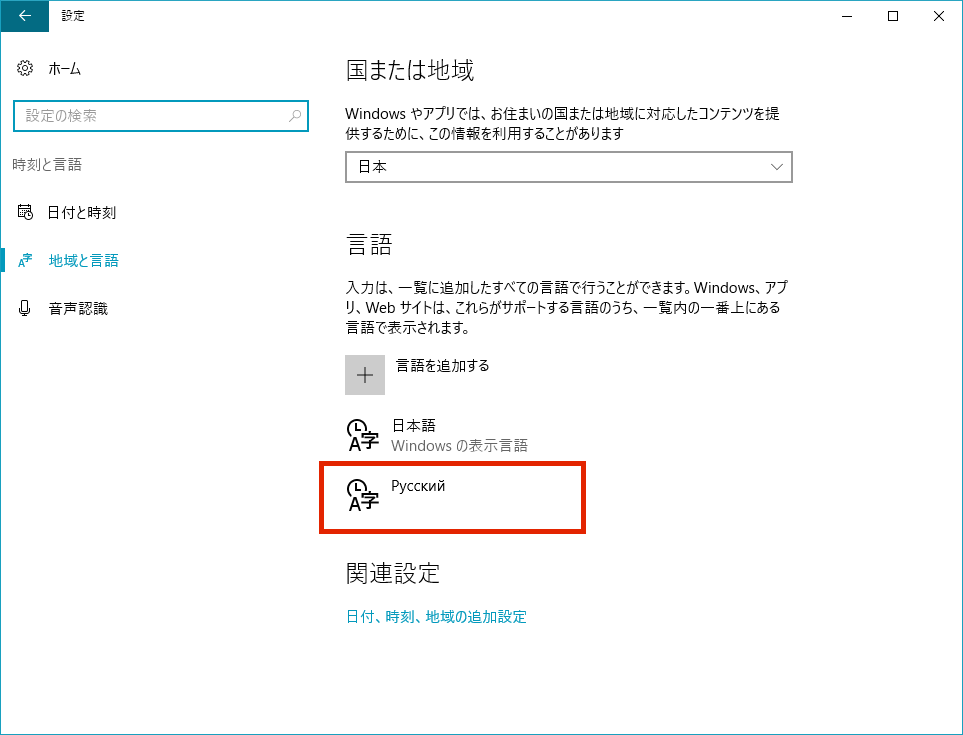 設定
ホーム
設定の検索
時刻と言語
日付と時刻
地域と言語
音声認識
国または地域
Windows やアプリでは、お住まいの国または地域に対応したコンテンツを提
供するために、この情報を利用することがあります
日本
言語
入力は、一覧に追加したすべての言語で行うことができます。Windows、アプ
リ、Web サイトは、これらがサポートする言語のうち、一覧内の一番上にある
言語で表示されます。
言語を追加する
A字 日本語
Windows の表示言語
A字 Русский
関連設定
日付、時刻、地域の追加設定